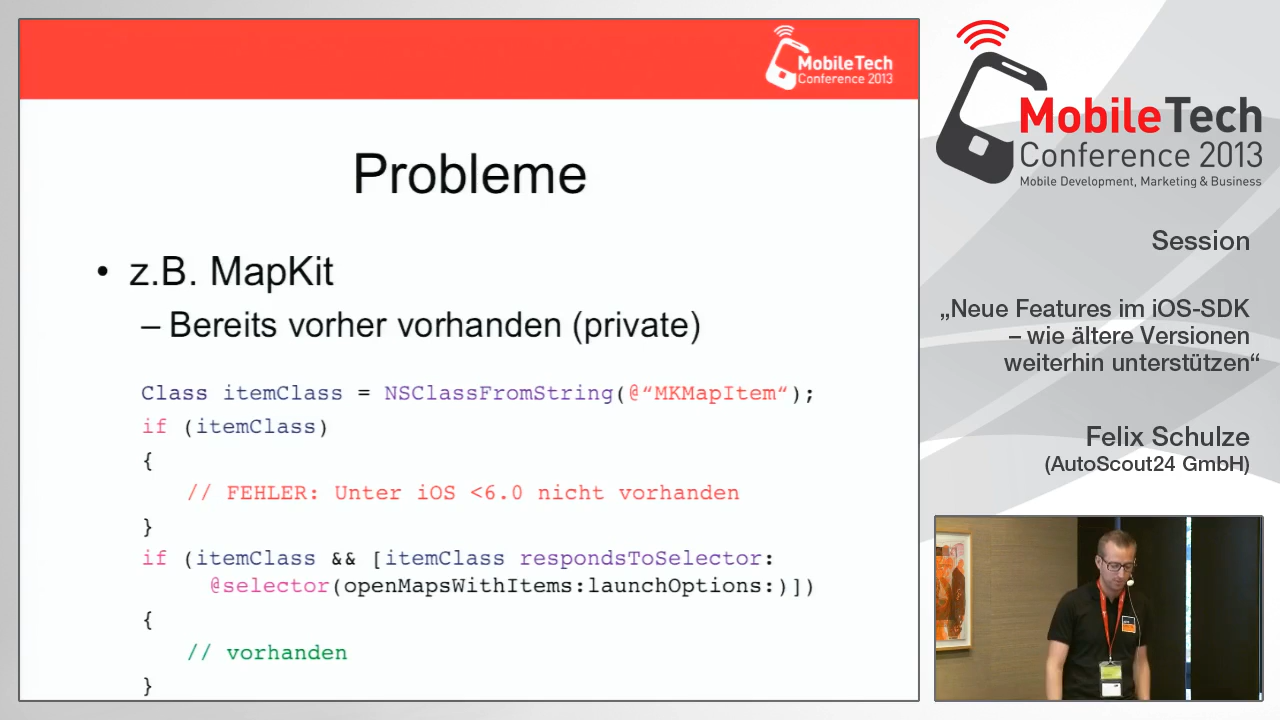 MobileTech
Conference 2013
Probleme
• z.B. MapKit
– Bereits vorher vorhanden (private)
Class itemClass = NSClassFromString(@“MKMapItem“);
if (itemClass)
{
// FEHLER: Unter iOS <6.0 nicht vorhanden
}
if (itemClass && [itemClass respondsToSelector:
@selector(openMapsWithItems:launchOptions:)])
{
// vorhanden
}
MobileTech
Conference 2013
Mobile Development, Marketing & Business
Session
„Neue Features im iOS-SDK
– wie ältere Versionen
weiterhin unterstützen“
Felix Schulze
(AutoScout24 GmbH)